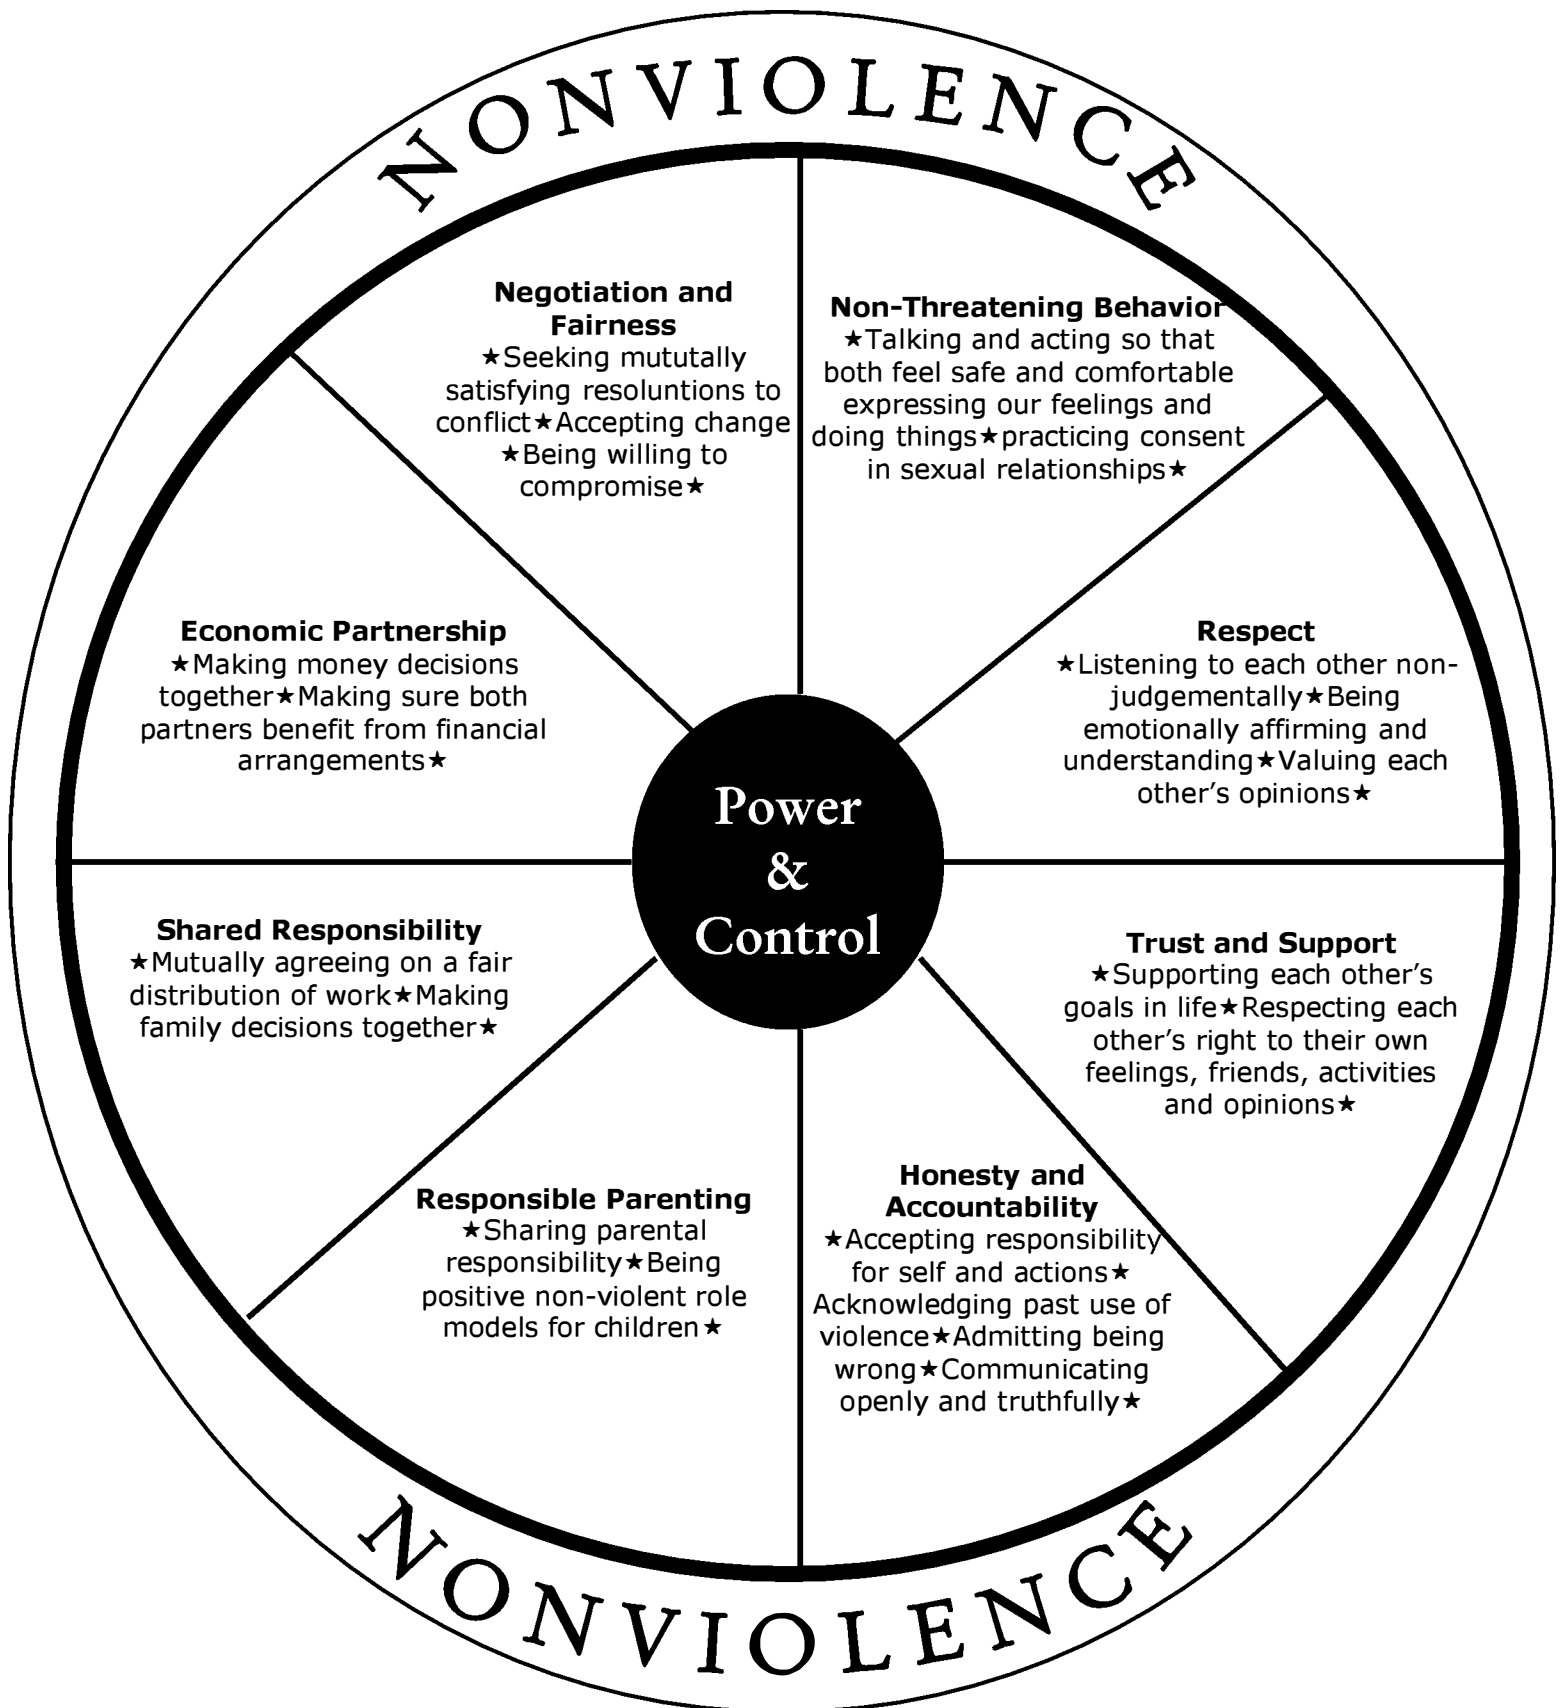 NONVIOLENCE
Negotiation and
Fairness
★Seeking mututally
satisfying resoluntions to
conflict★Accepting change
★Being willing to
compromise★
Non-Threatening Behavior
★Talking and acting so that
both feel safe and comfortable
expressing our feelings and
doing things★practicing consent
in sexual relationships★
Economic Partnership
★Making money decisions
together★Making sure both
partners benefit from financial
arrangements★
Respect
★Listening to each other non-
judgementally★Being
emotionally affirming and
understanding★Valuing each
other’s opinions★
Power
&
Control
Shared Responsibility
★Mutually agreeing on a fair
distribution of work★Making
family decisions together★
Trust and Support
★Supporting each other’s
goals in life★Respecting each
other’s right to their own
feelings, friends, activities
and opinions★
Responsible Parenting
★Sharing parental
responsibility★Being
positive non-violent role
models for children★
Honesty and
Accountability
★Accepting responsibility
for self and actions★
Acknowledging past use of
violence★Admitting being
wrong★Communicating
openly and truthfully★
NONVIOLENCE